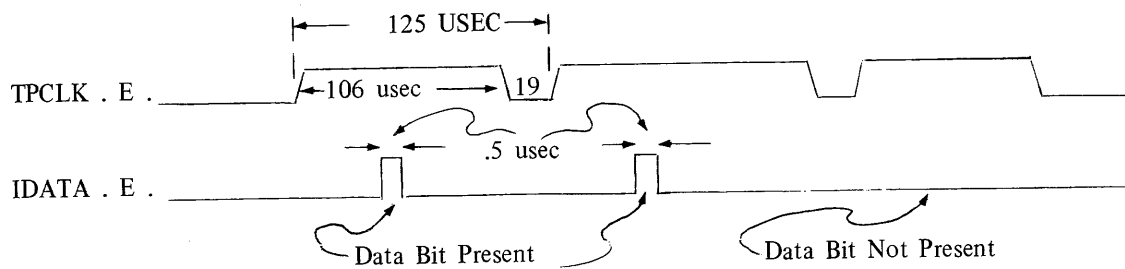 125 USEC
TPCLK . E .
106 usec
19
.5 usec
IDATA . E .
Data Bit Present
Data Bit Not Present